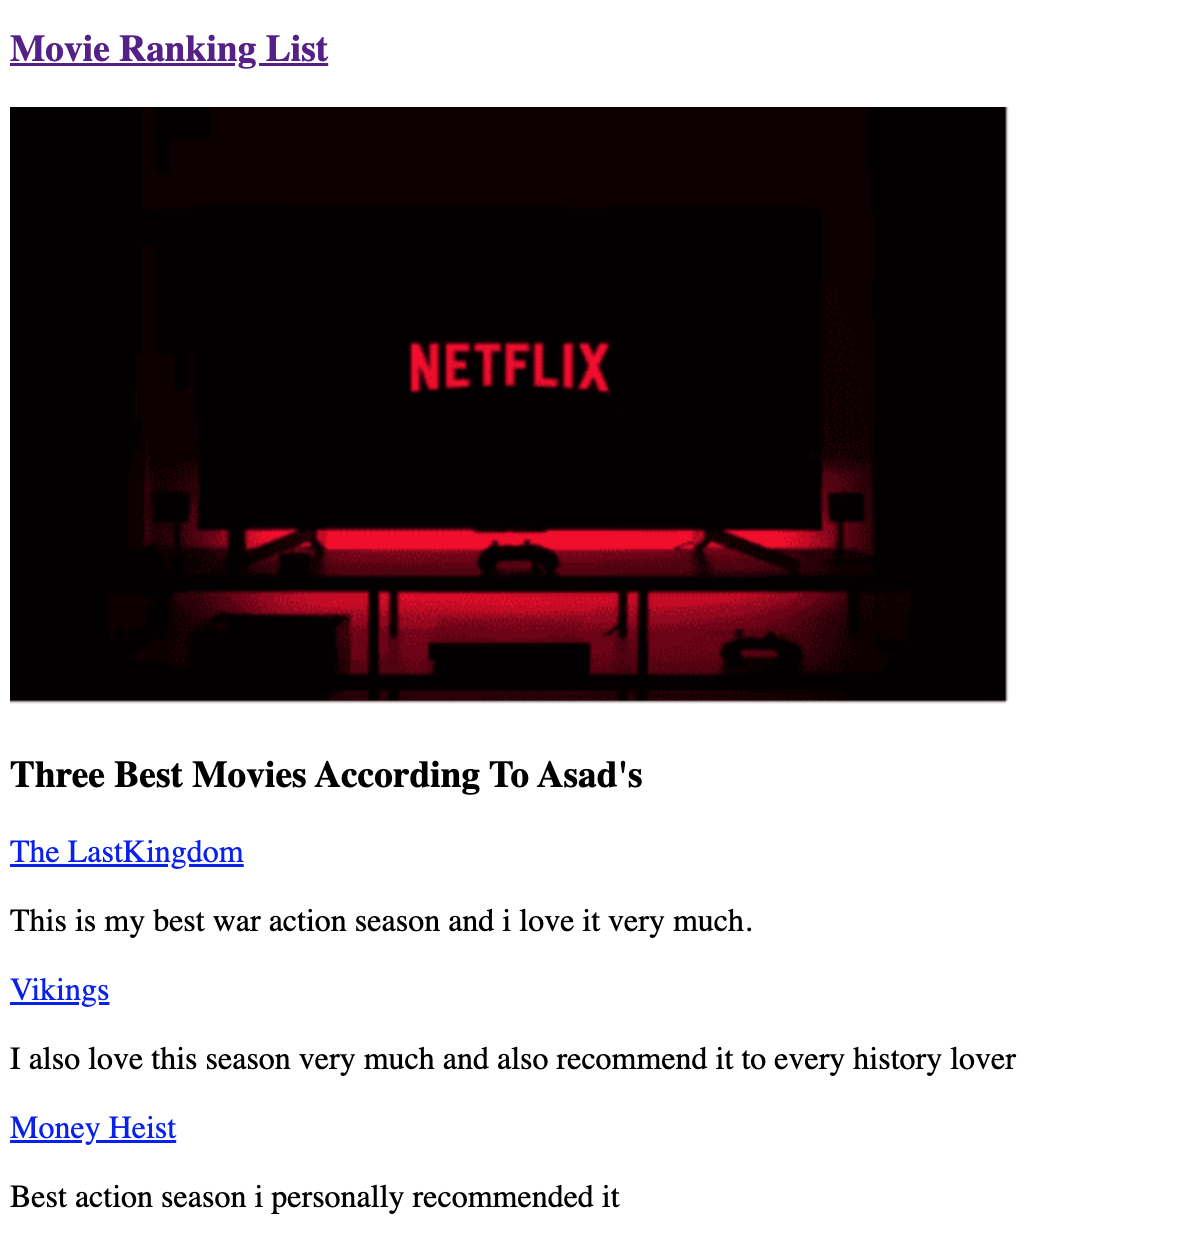 Movie Ranking List
NETFLIX
Three Best Movies According To Asad's
The LastKingdom
This is my best war action season and i love it very much.
Vikings
I also love this season very much and also recommend it to every history lover
Money Heist
Best action season i personally recommended it